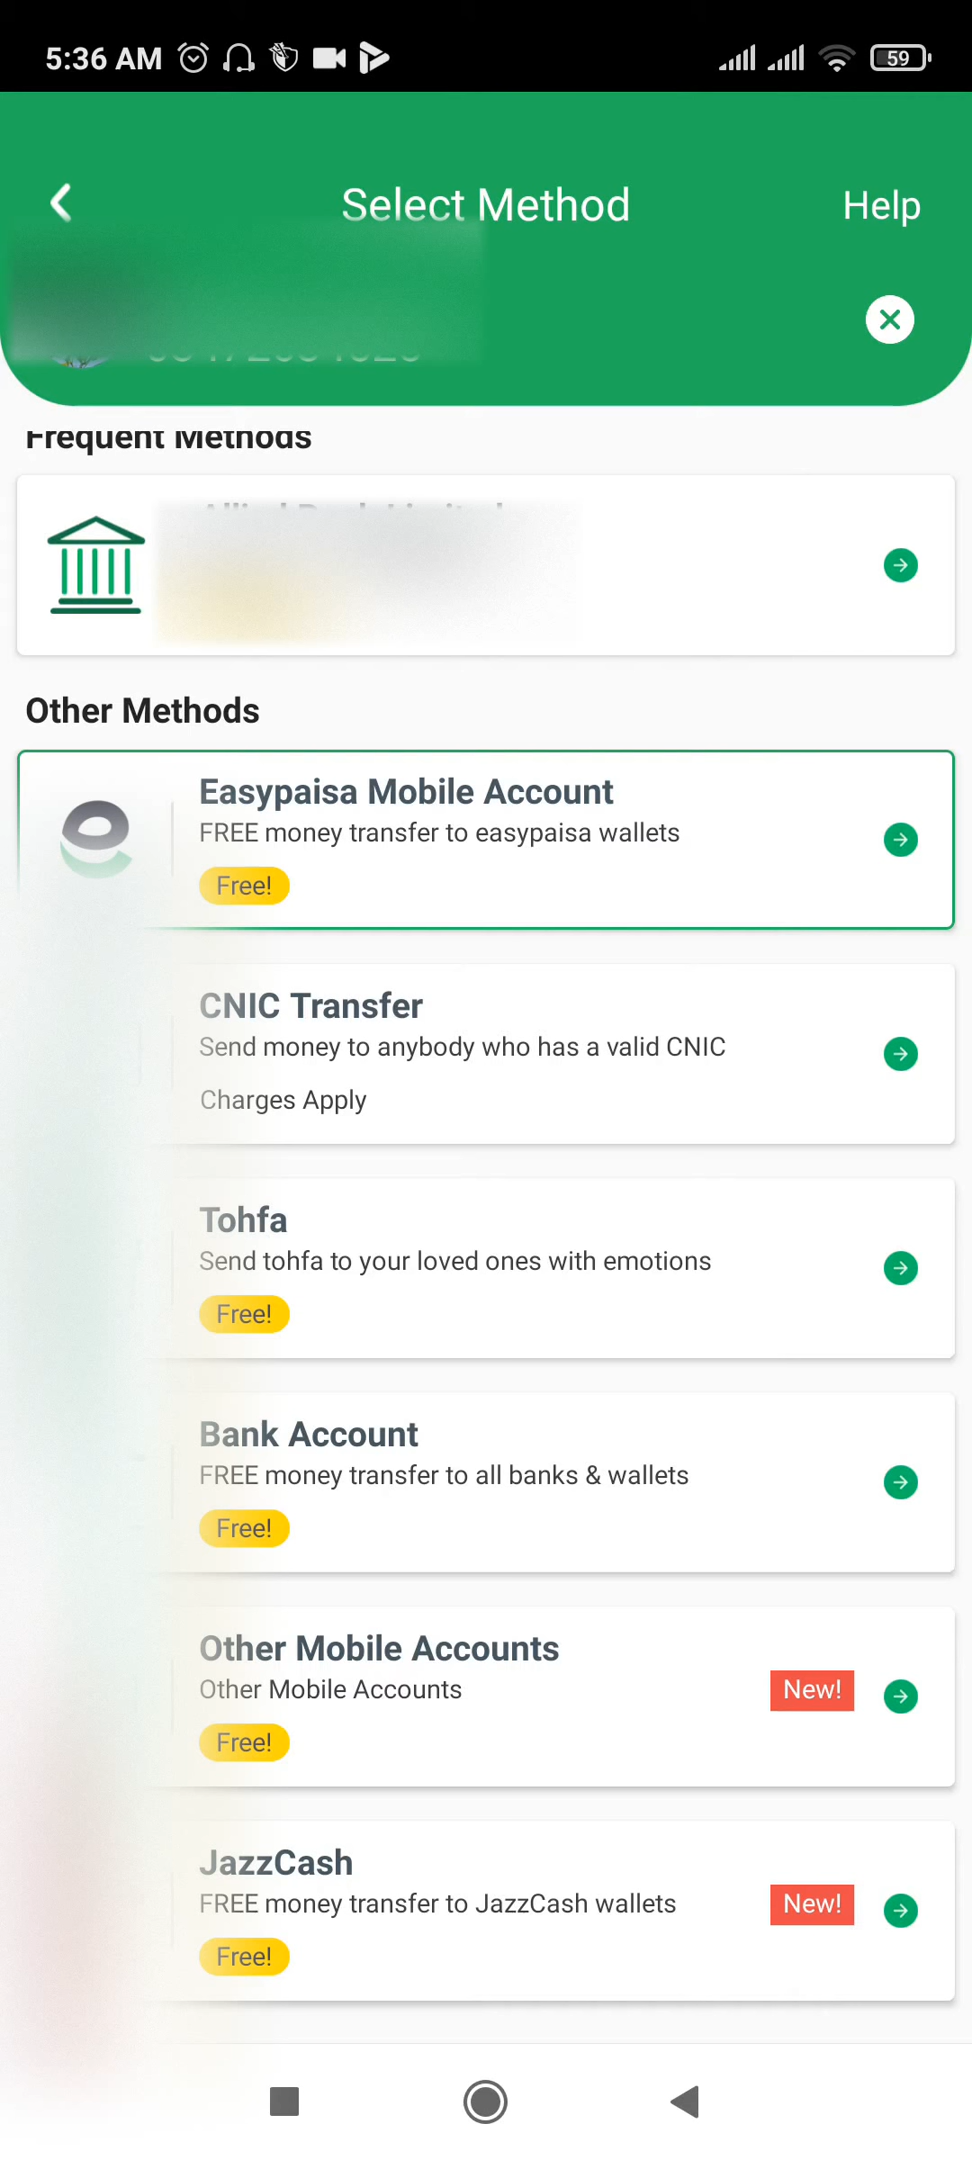 5:36 AM
59
Select Method
Help
Frequent Methods
Other Methods
Easypaisa Mobile Account
FREE money transfer to easypaisa wallets
Free!
CNIC Transfer
Send money to anybody who has a valid CNIC
Charges Apply
Tohfa
Send tohfa to your loved ones with emotions
Free!
Bank Account
FREE money transfer to all banks & wallets
Free!
Other Mobile Accounts
Other Mobile Accounts
New!
Free!
JazzCash
FREE money transfer to JazzCash wallets
New!
Free!